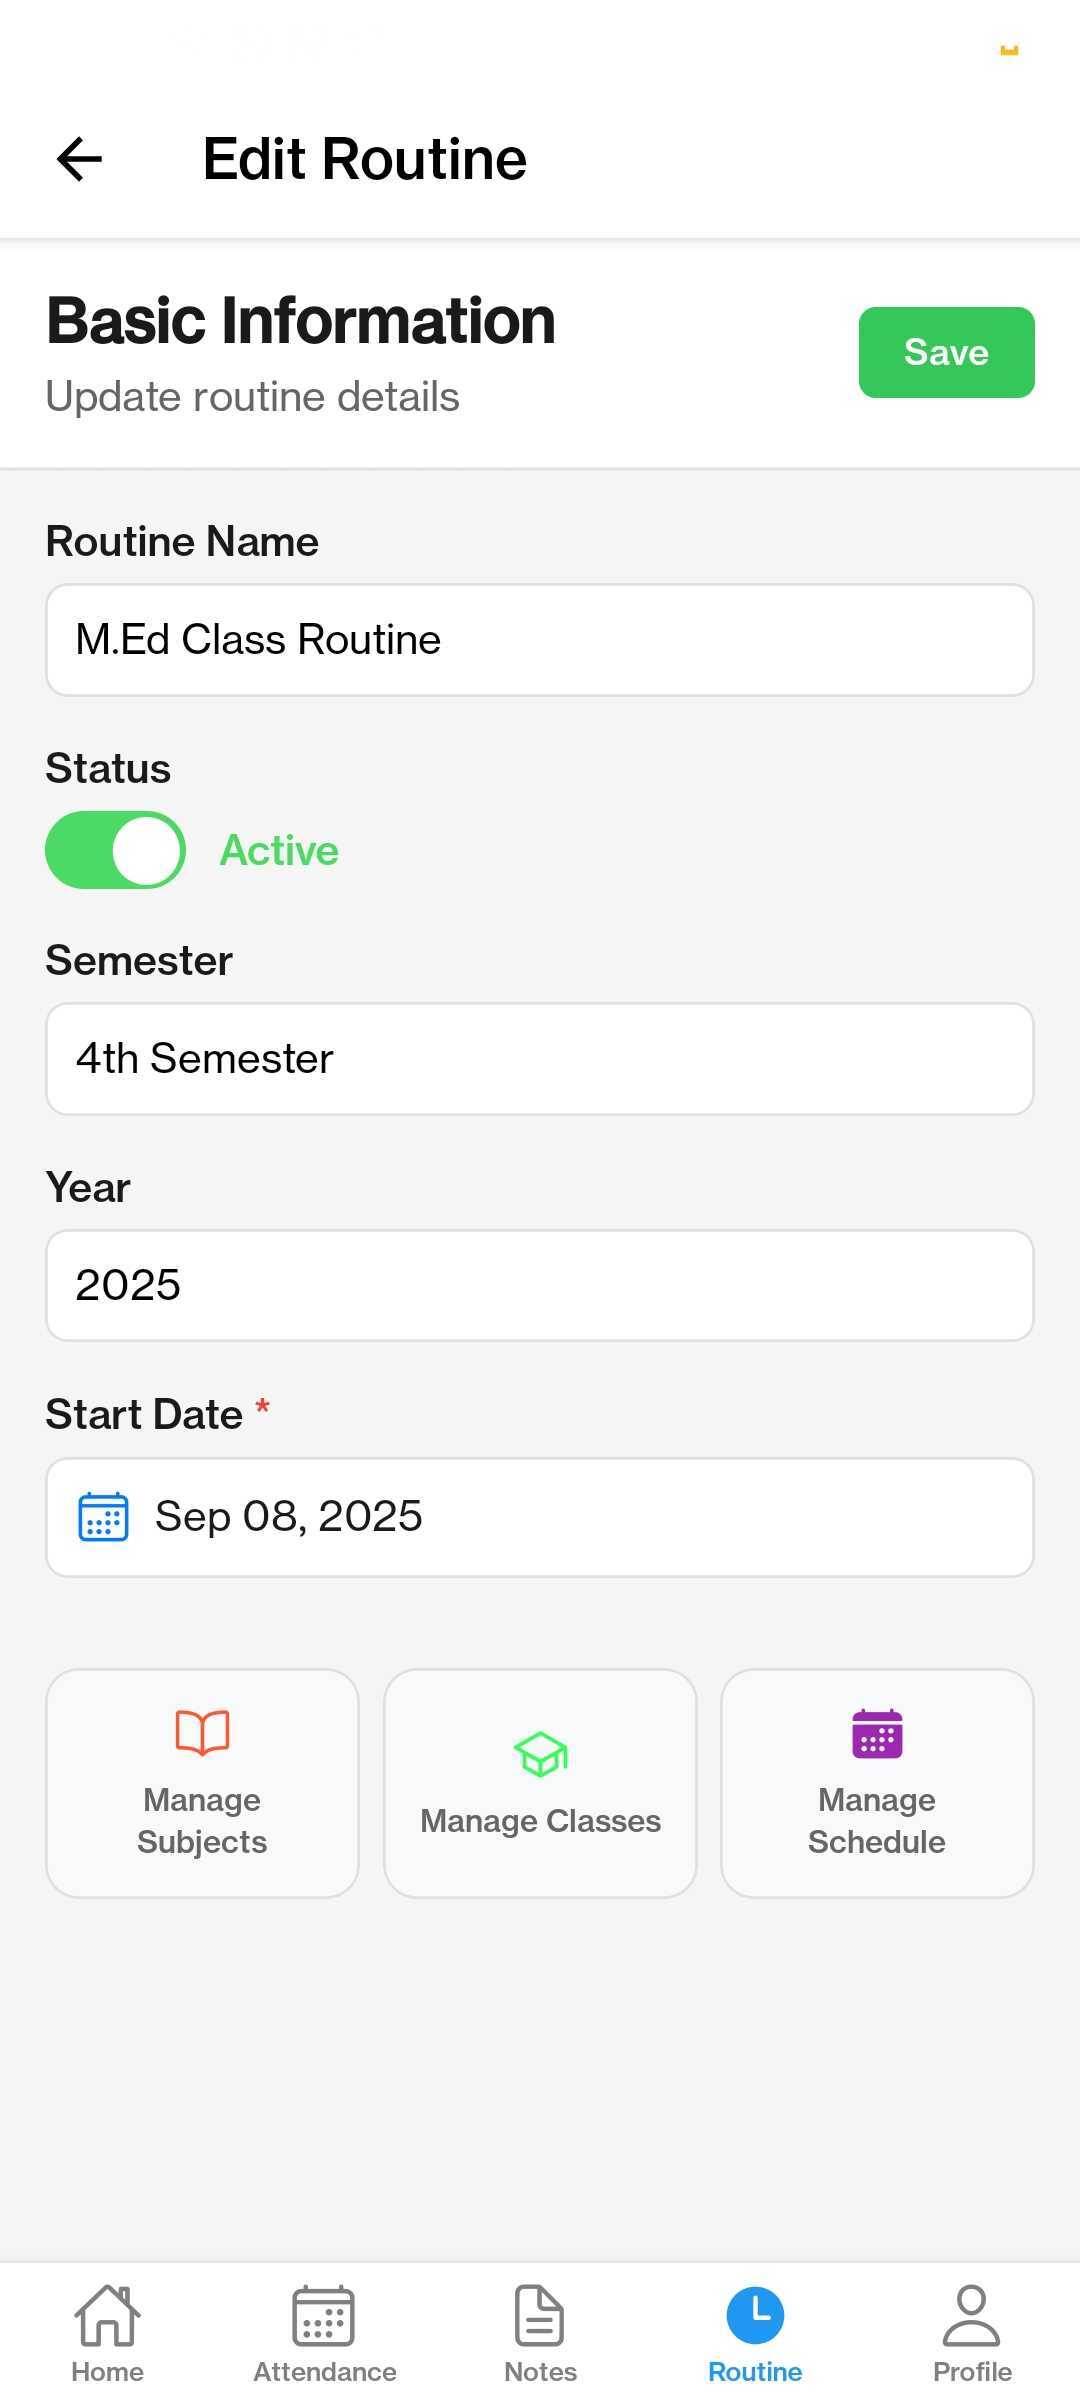 Edit Routine
Basic Information
Update routine details
Save
Routine Name
M.Ed Class Routine
Status
Active
Semester
4th Semester
Year
2025
Start Date *
Sep 08, 2025
Manage
Subjects
Manage Classes
Manage
Schedule
Home
Attendance
Notes
Routine
Profile